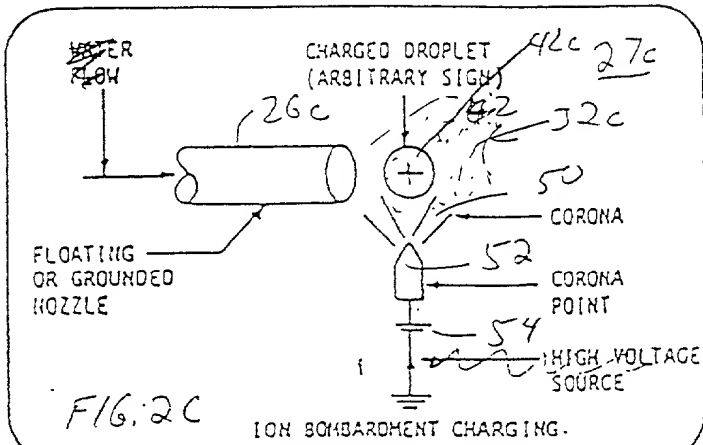 WATER
FLOW
CHARGED DROPLET
(ARBITRARY SIGN)
42c
27c
26c
42
32c
+
50
CORONA
FLOATING
OR GROUNDED
NOZZLE
52
CORONA
POINT
54
HIGH VOLTAGE
SOURCE
FIG. 2C
ION BOMBARDMENT CHARGING.